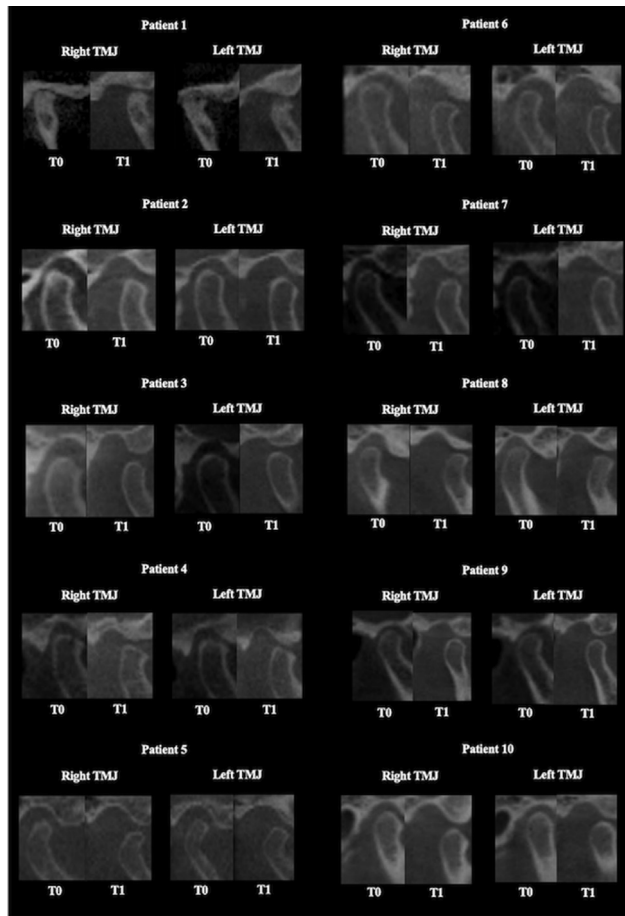 Patient 1
Right TMJ Left TMJ
T0 T1 T0 T1
Patient 2
Right TMJ Left TMJ
T0 T1 T0 T1
Patient 3
Right TMJ Left TMJ
T0 T1 T0 T1
Patient 4
Right TMJ Left TMJ
T0 T1 T0 T1
Patient 5
Right TMJ Left TMJ
T0 T1 T0 T1
Patient 6
Right TMJ Left TMJ
T0 T1 T0 T1
Patient 7
Right TMJ Left TMJ
T0 T1 T0 T1
Patient 8
Right TMJ Left TMJ
T0 T1 T0 T1
Patient 9
Right TMJ Left TMJ
T0 T1 T0 T1
Patient 10
Right TMJ Left TMJ
T0 T1 T0 T1